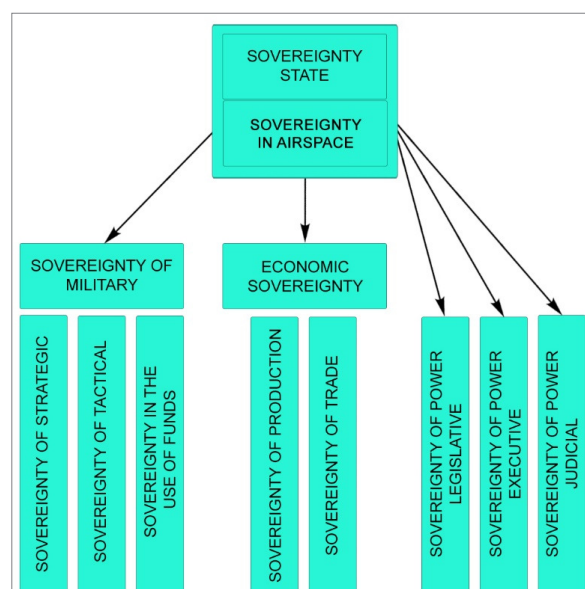 SOVEREIGNTY
STATE
SOVEREIGNTY
IN AIRSPACE
SOVEREIGNTY OF
MILITARY
ECONOMIC
SOVEREIGNTY
SOVEREIGNTY OF STRATEGIC
SOVEREIGNTY OF TACTICAL
SOVEREIGNTY IN THE
USE OF FUNDS
SOVEREIGNTY OF PRODUCTION
SOVEREIGNTY OF TRADE
SOVEREIGNTY OF POWER
LEGISLATIVE
SOVEREIGNTY OF POWER
EXECUTIVE
SOVEREIGNTY OF POWER
JUDICIAL